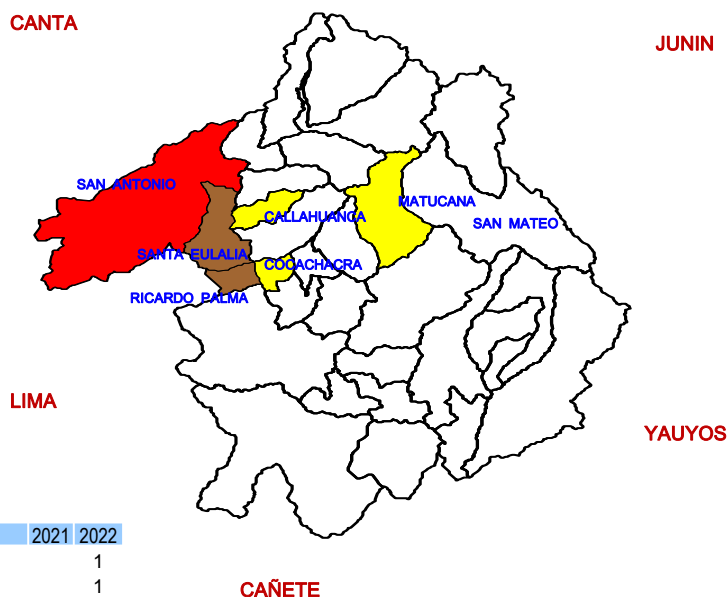 CANTA
JUNIN
SAN ANTONIO
MATUCANA
CALLAHUANCA
SAN MATEO
SANTA EULALIA
COCACHACRA
RICARDO PALMA
LIMA
YAUYOS
2021 2022
1
1
CAÑETE